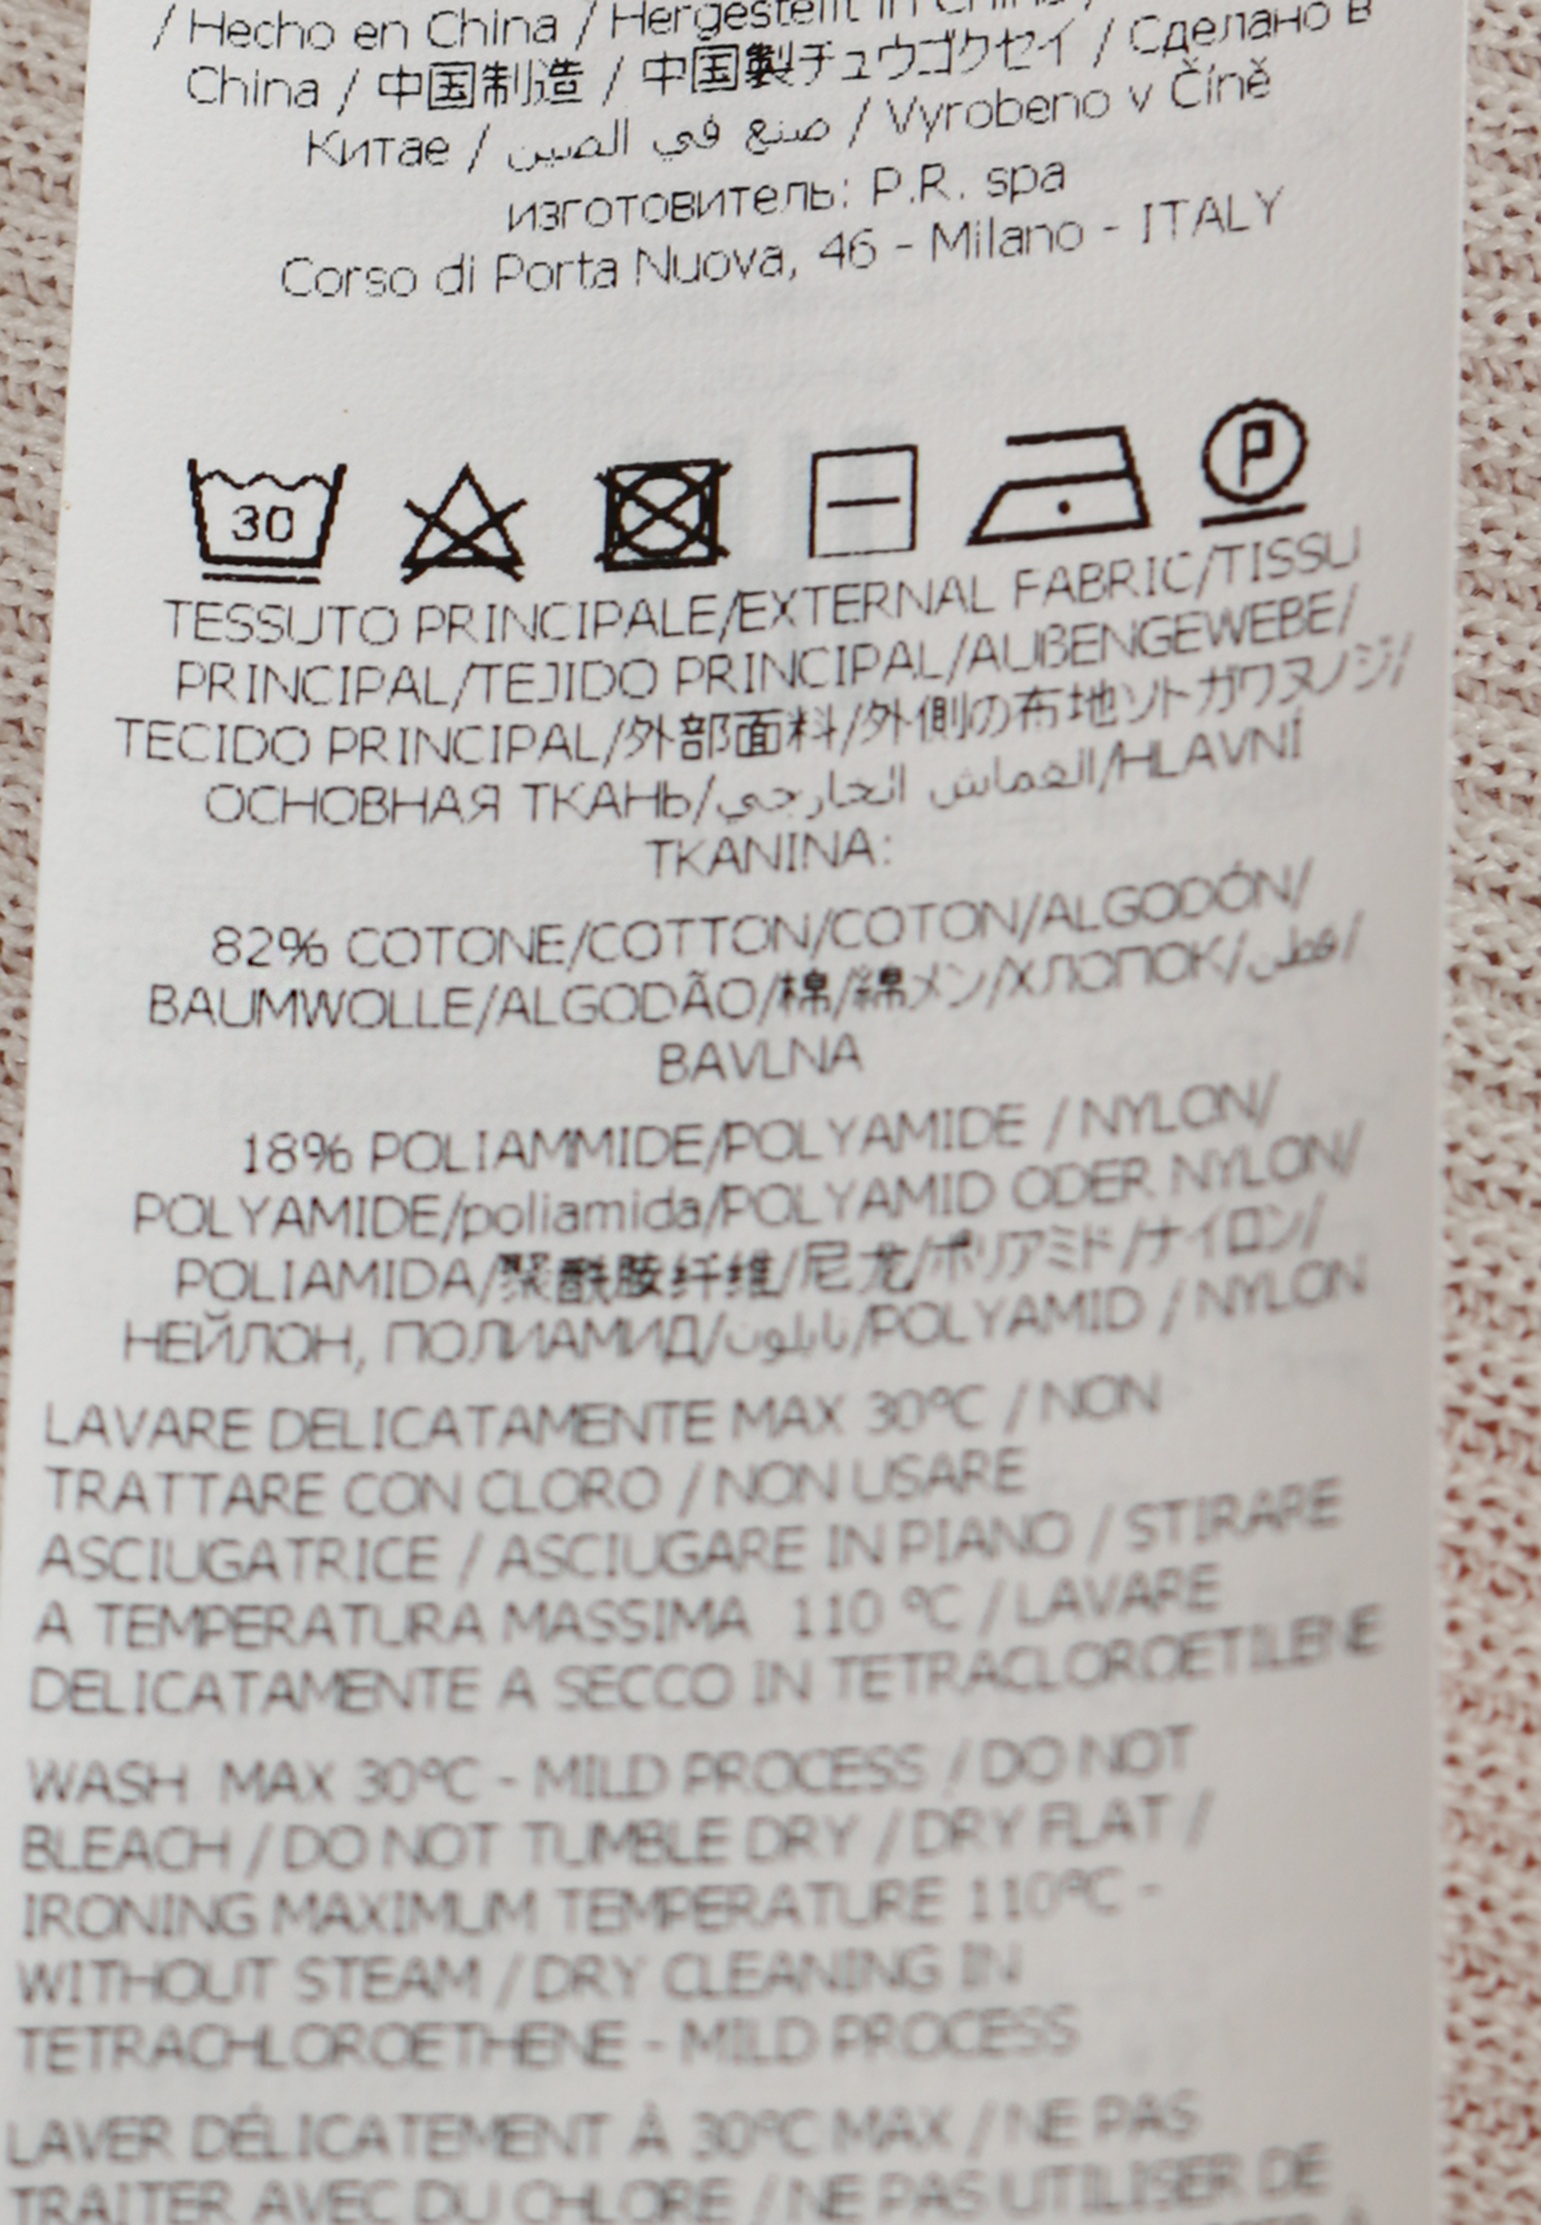 / Hecho en China / Hergestellt in China /
China / 中国制造 / 中国製チュウゴクセイ / Сделано в
Китае / صنع في الصين / Vyrobeno v Číně
изготовитель: P.R. spa
Corso di Porta Nuova, 46 - Milano - ITALY
30 P
TESSUTO PRINCIPALE/EXTERNAL FABRIC/TISSU
PRINCIPAL/TEJIDO PRINCIPAL/AUßENGEWEBE/
TECIDO PRINCIPAL/外部面料/外側の布地ソトガワヌノジ/
ОСНОВНАЯ ТКАНЬ/القماش الخارجي/HLAVNÍ
TKANINA:
82% COTONE/COTTON/COTON/ALGODÓN/
BAUMWOLLE/ALGODÃO/棉/綿メン/ХЛОПОК/قطن/
BAVLNA
18% POLIAMMIDE/POLYAMIDE / NYLON/
POLYAMIDE/poliamida/POLYAMID ODER NYLON/
POLIAMIDA/聚酰胺纤维/尼龙/ポリアミド/ナイロン/
НЕЙЛОН, ПОЛИАМИД/نايلون/POLYAMID / NYLON
LAVARE DELICATAMENTE MAX 30°C / NON
TRATTARE CON CLORO / NON USARE
ASCIUGATRICE / ASCIUGARE IN PIANO / STIRARE
A TEMPERATURA MASSIMA 110 °C / LAVARE
DELICATAMENTE A SECCO IN TETRACLOROETILENE
WASH MAX 30°C - MILD PROCESS / DO NOT
BLEACH / DO NOT TUMBLE DRY / DRY FLAT /
IRONING MAXIMUM TEMPERATURE 110°C -
WITHOUT STEAM / DRY CLEANING IN
TETRACHLOROETHENE - MILD PROCESS
LAVER DÉLICATEMENT À 30°C MAX / NE PAS
TRAITER AVEC DU CHLORE / NE PAS UTILISER DE